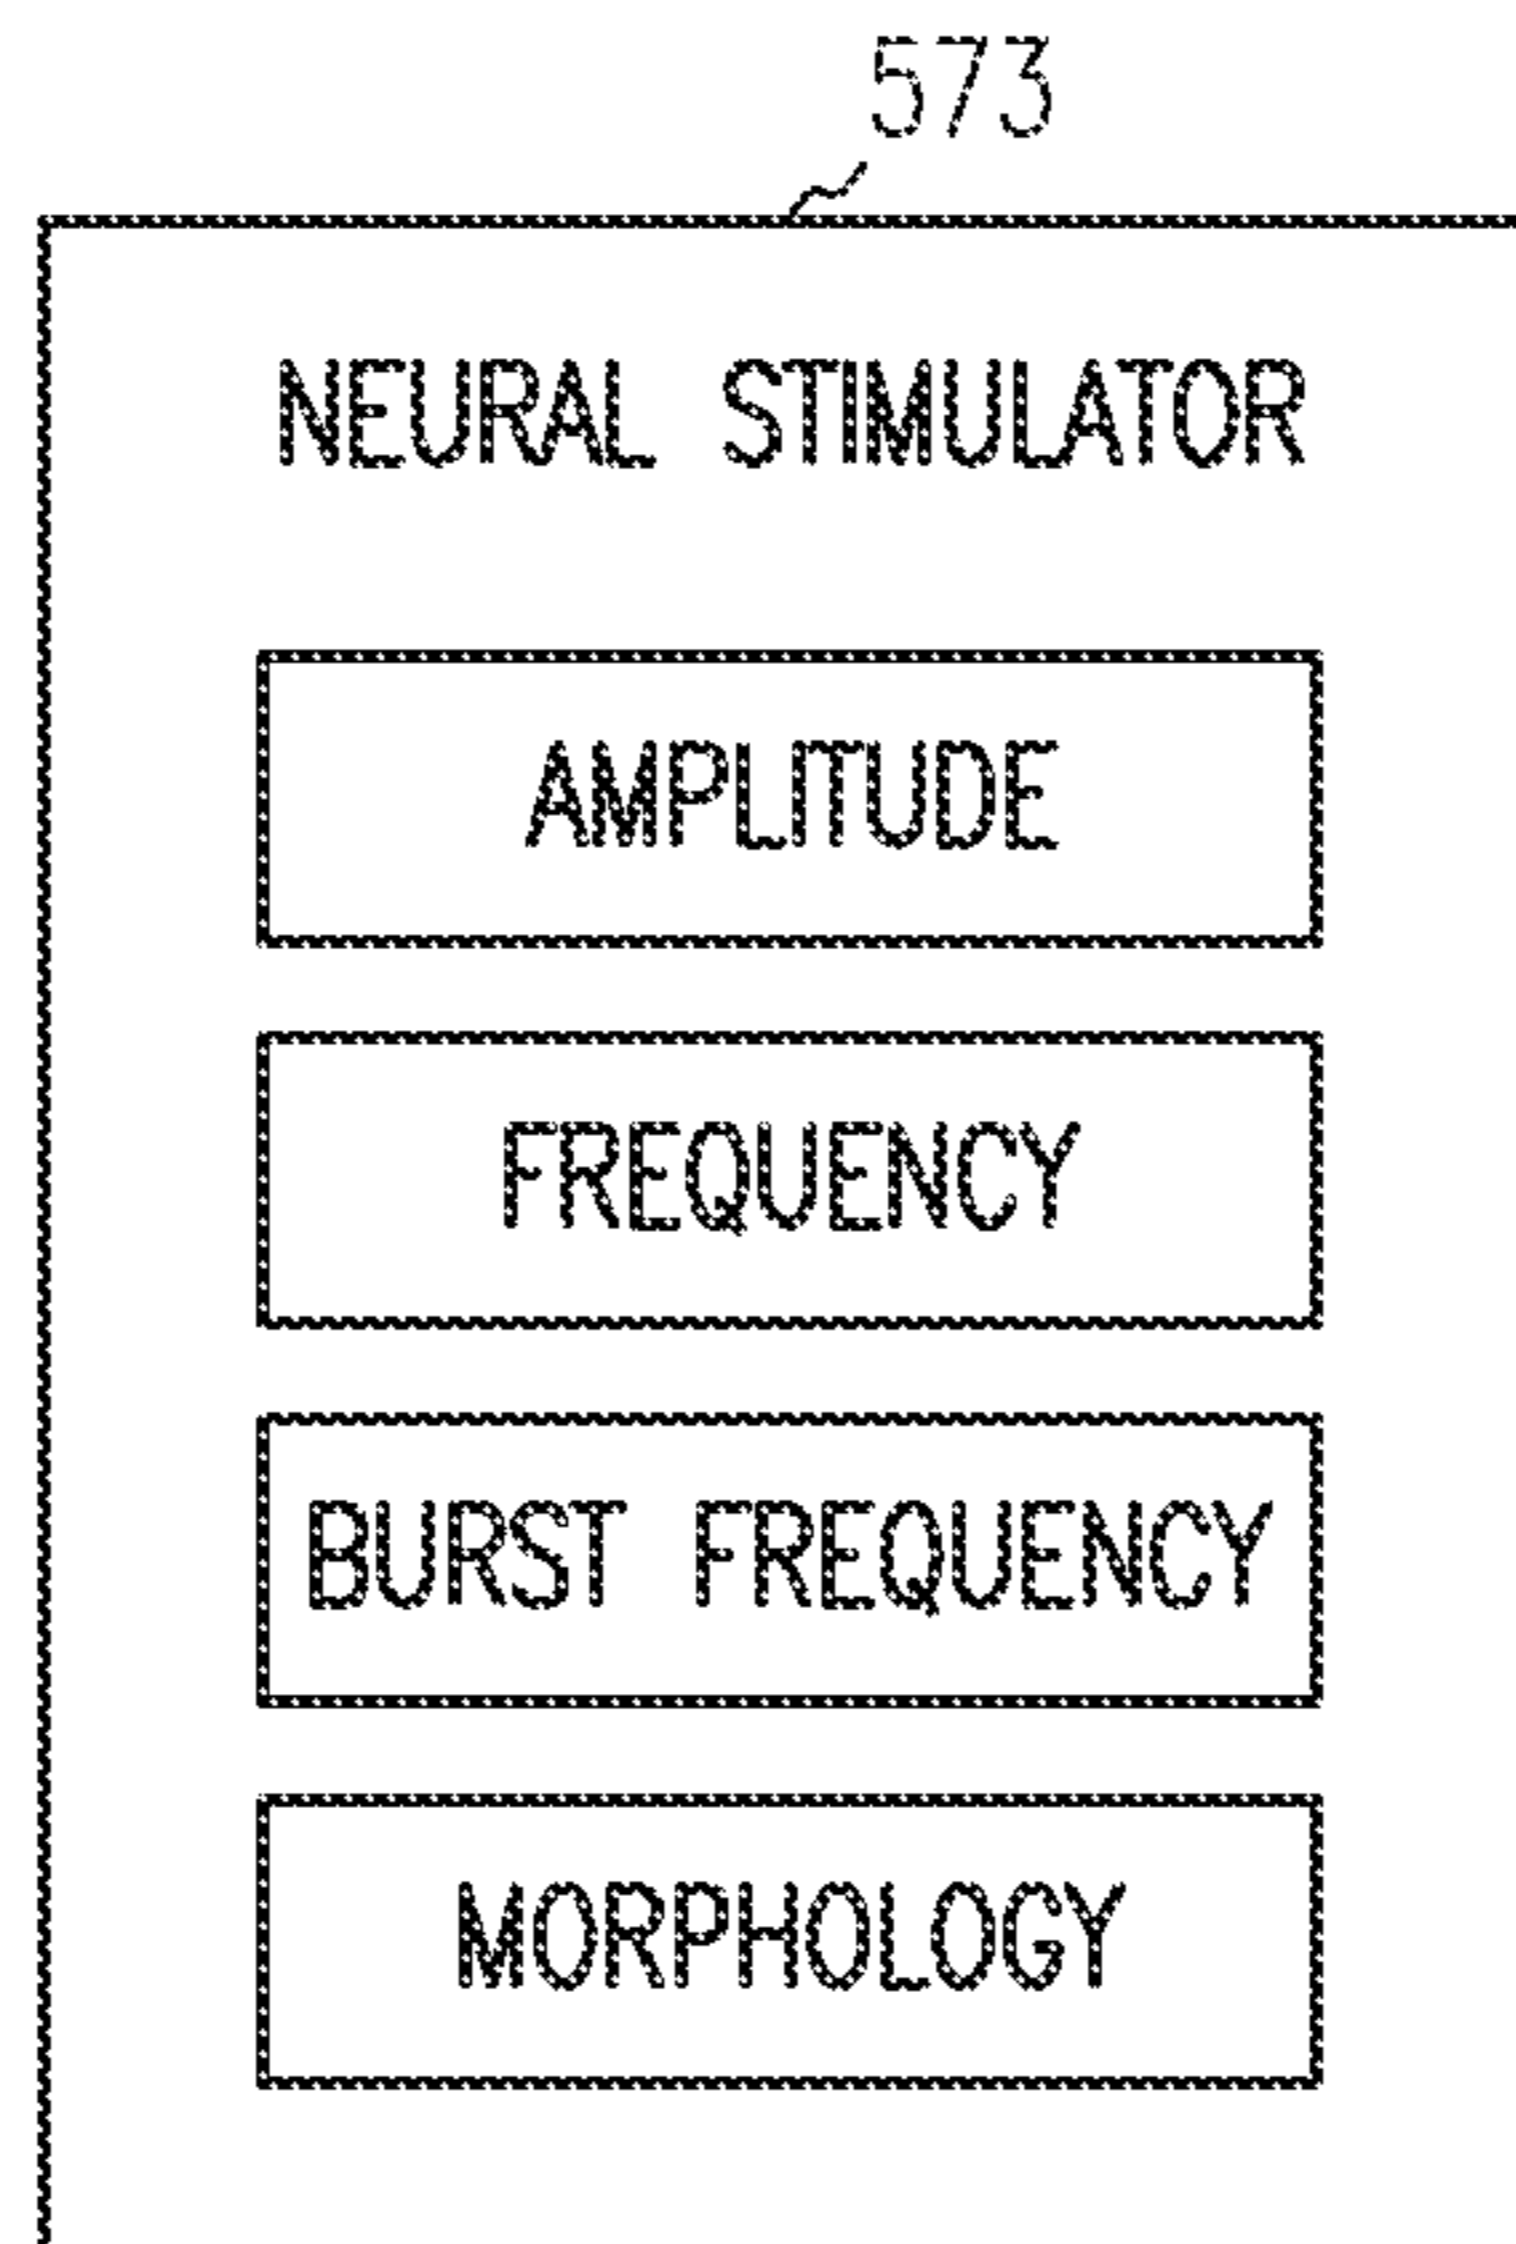 573
NEURAL STIMULATOR
AMPLITUDE
FREQUENCY
BURST FREQUENCY
MORPHOLOGY